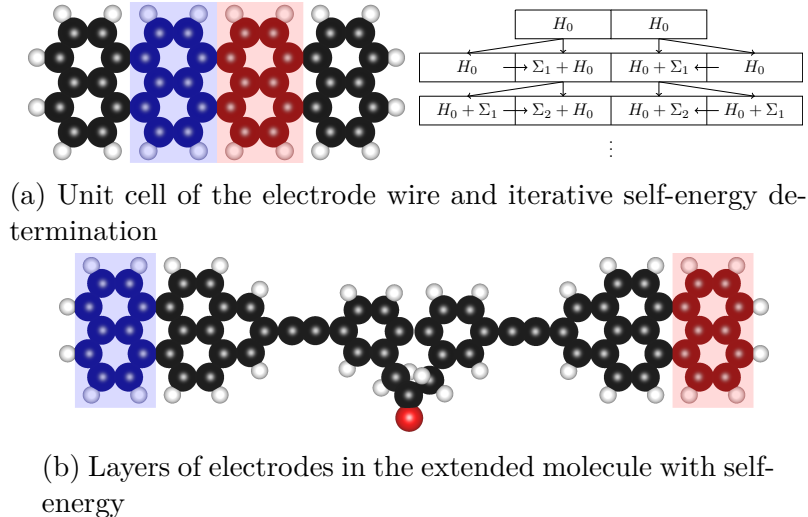 H₀ H₀
H₀ Σ₁ + H₀ H₀ + Σ₁ H₀
H₀ + Σ₁ Σ₂ + H₀ H₀ + Σ₂ H₀ + Σ₁
⋮
(a) Unit cell of the electrode wire and iterative self-energy de-
termination
(b) Layers of electrodes in the extended molecule with self-
energy